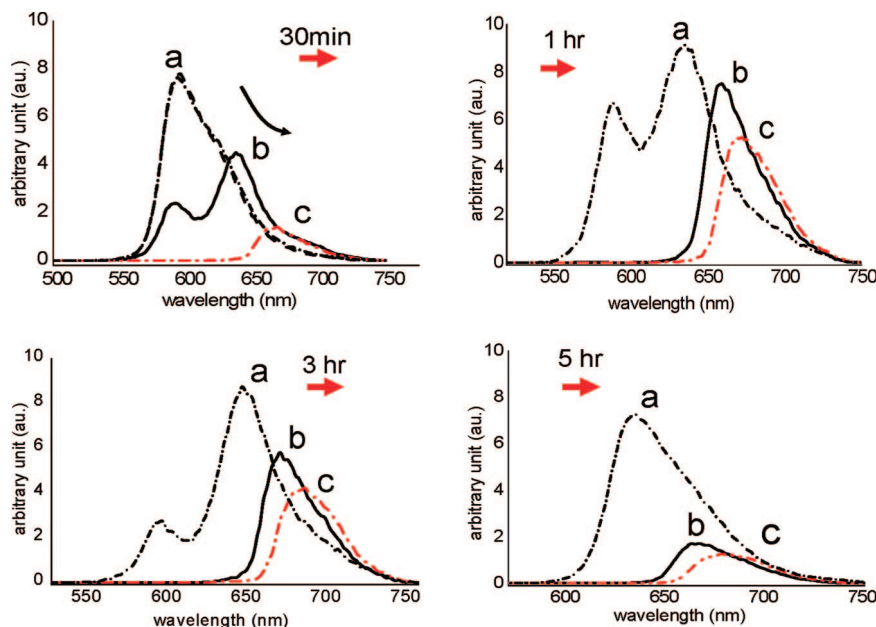 30min
a
b
c
arbitrary unit (au.)
10
8
6
4
2
0
500 550 600 650 700 750
wavelength (nm)
1 hr
a
b
c
arbitrary unit (au.)
10
8
6
4
2
0
550 600 650 700 750
wavelength (nm)
3 hr
a
b
c
arbitrary unit (au.)
10
8
6
4
2
0
550 600 650 700 750
wavelength (nm)
5 hr
a
b
c
arbitrary unit (au.)
10
8
6
4
2
0
600 650 700 750
wavelength (nm)